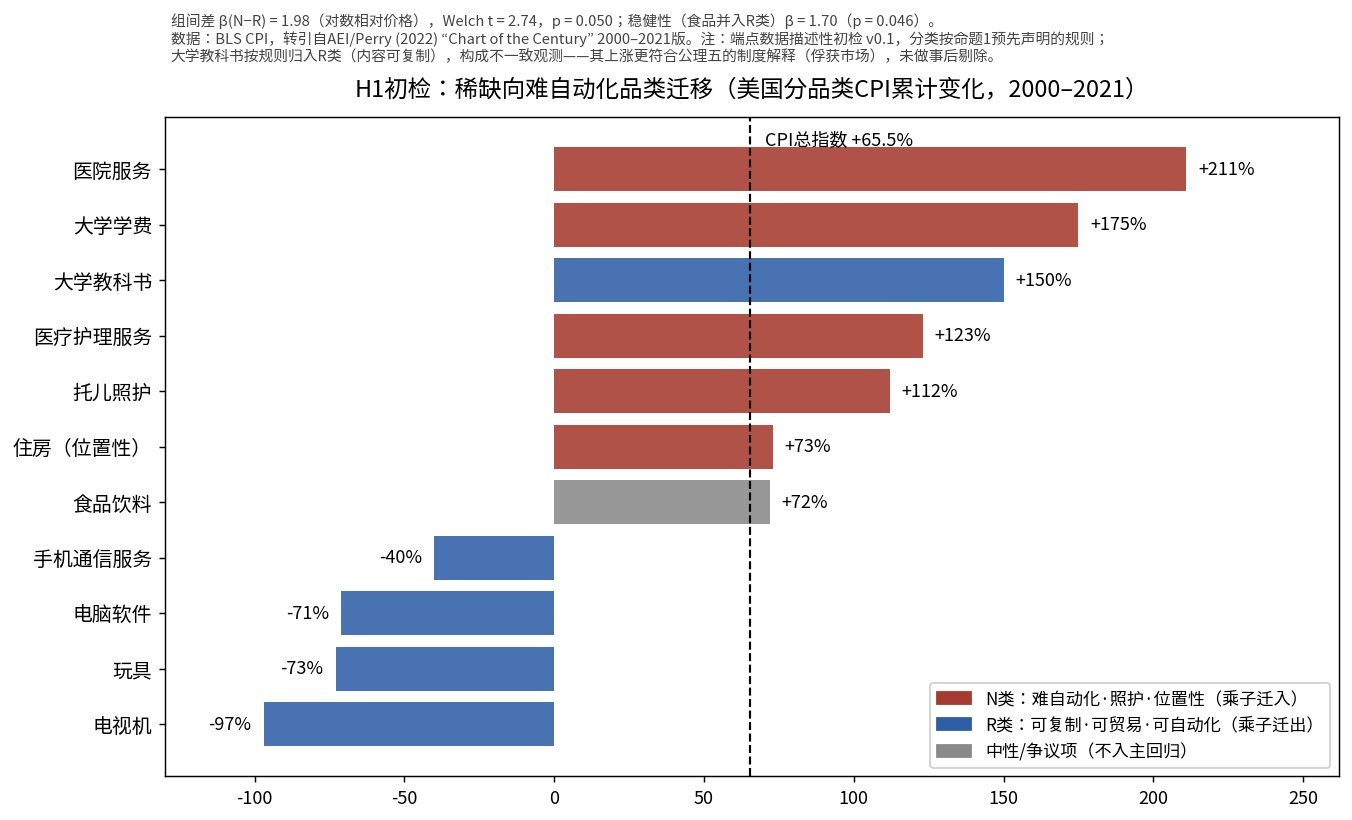 组间差 β(N−R) = 1.98（对数相对价格），Welch t = 2.74，p = 0.050；稳健性（食品并入R类）β = 1.70（p = 0.046）。
数据：BLS CPI，转引自AEI/Perry (2022) “Chart of the Century” 2000–2021版。注：端点数据描述性初检 v0.1，分类按命题1预先声明的规则；
大学教科书按规则归入R类（内容可复制），构成不一致观测——其上涨更符合公理五的制度解释（俘获市场），未做事后剔除。
H1初检：稀缺向难自动化品类迁移（美国分品类CPI累计变化，2000–2021）
CPI总指数 +65.5%
医院服务 +211%
大学学费 +175%
大学教科书 +150%
医疗护理服务 +123%
托儿照护 +112%
住房（位置性） +73%
食品饮料 +72%
手机通信服务 -40%
电脑软件 -71%
玩具 -73%
电视机 -97%
N类：难自动化·照护·位置性（乘子迁入）
R类：可复制·可贸易·可自动化（乘子迁出）
中性/争议项（不入主回归）
-100 -50 0 50 100 150 200 250